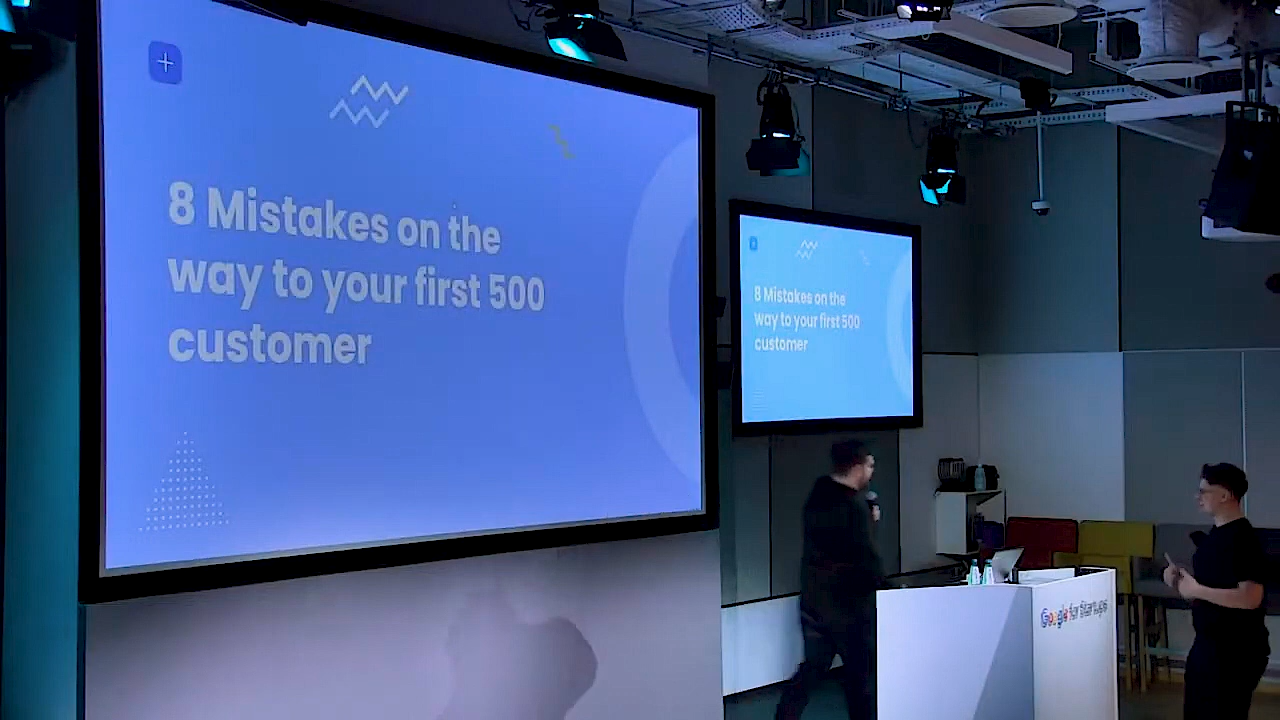 8 Mistakes on the
way to your first 500
customer
8 Mistakes on the
way to your first 500
customer
Google for Startups